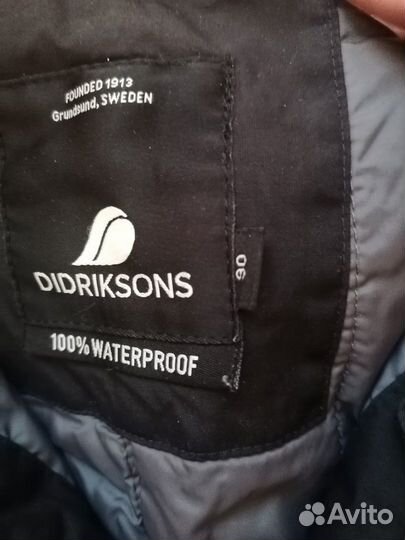 FOUNDED 1913
Grundsund, SWEDEN
DIDRIKSONS
90
100% WATERPROOF
Avito